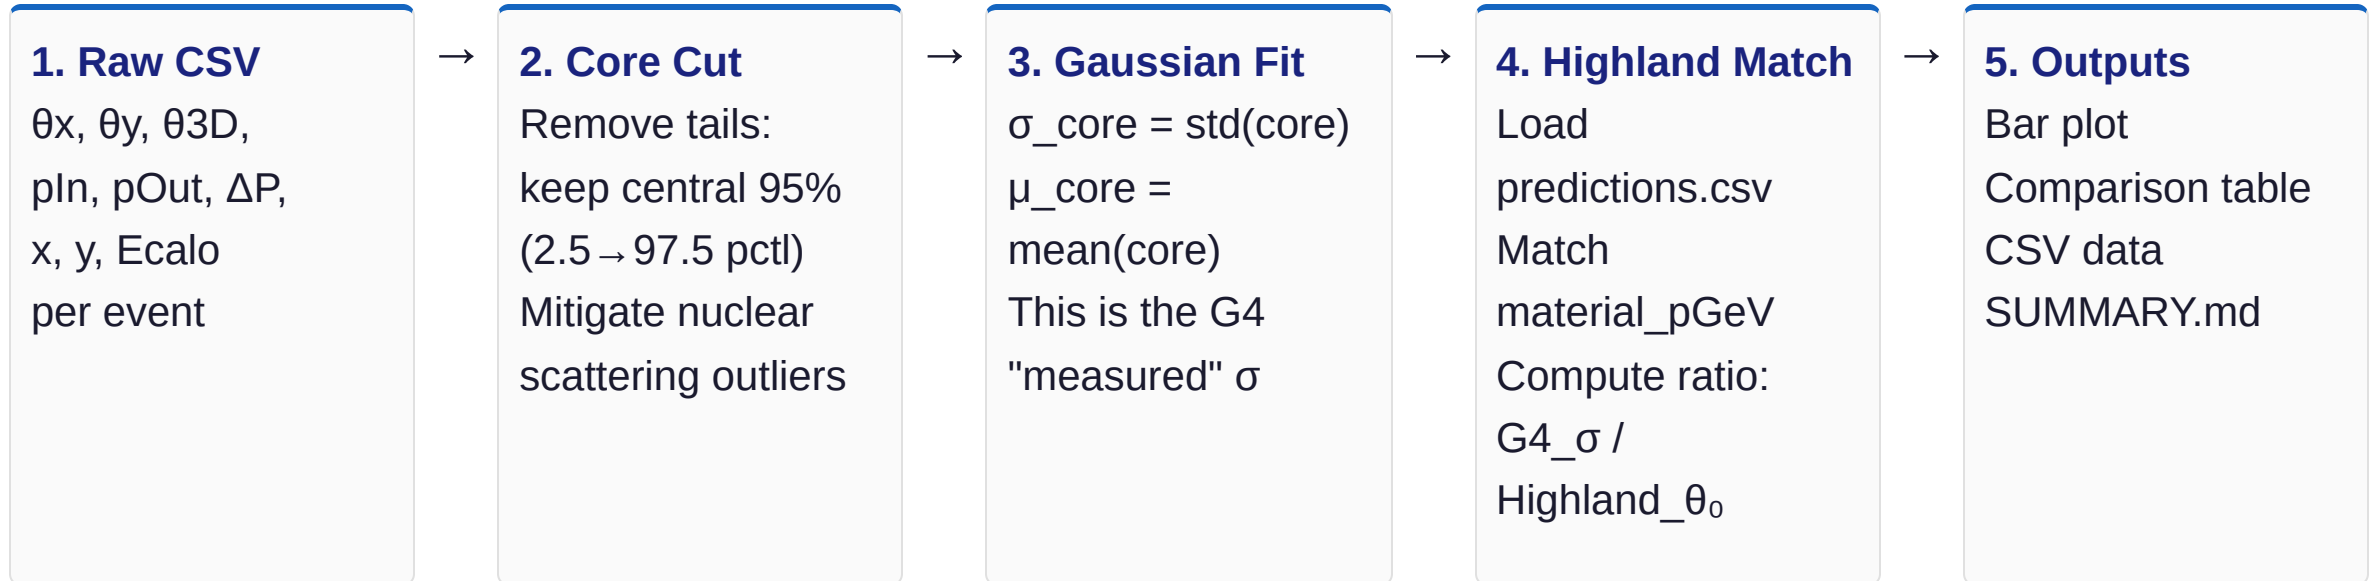 1. Raw CSV
θx, θy, θ3D,
pIn, pOut, ΔP,
x, y, Ecalo
per event
→
2. Core Cut
Remove tails:
keep central 95%
(2.5→97.5 pctl)
Mitigate nuclear
scattering outliers
→
3. Gaussian Fit
σ_core = std(core)
μ_core =
mean(core)
This is the G4
"measured" σ
→
4. Highland Match
Load
predictions.csv
Match
material_pGeV
Compute ratio:
G4_σ /
Highland_θ₀
→
5. Outputs
Bar plot
Comparison table
CSV data
SUMMARY.md